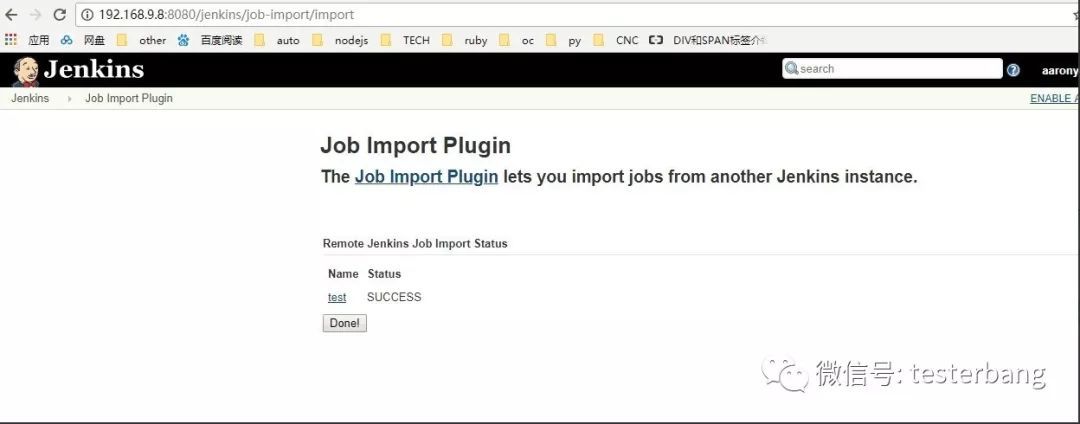 192.168.9.8:8080/jenkins/job-import/import
应用 网盘 other 百度阅读 auto nodejs TECH ruby oc py CNC DIV和SPAN标签介
Jenkins search aarony
Jenkins Job Import Plugin ENABLE A
Job Import Plugin
The Job Import Plugin lets you import jobs from another Jenkins instance.
Remote Jenkins Job Import Status
Name Status
test SUCCESS
Done!
微信号: testerbang